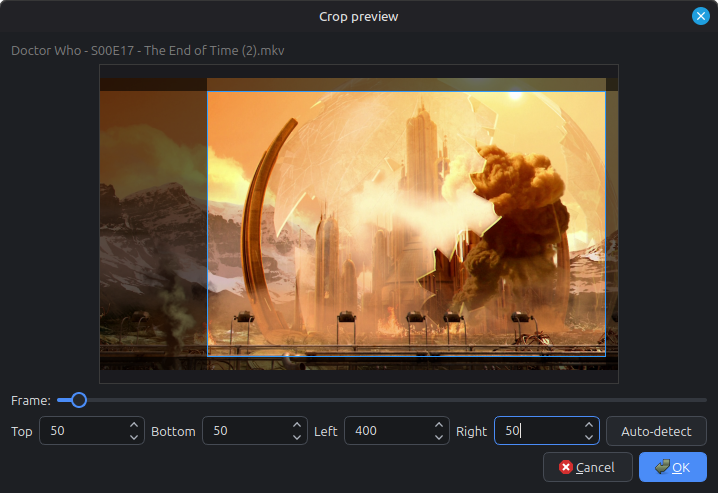 Crop preview
Doctor Who - S00E17 - The End of Time (2).mkv
Frame:
Top 50 Bottom 50 Left 400 Right 50 Auto-detect
Cancel OK